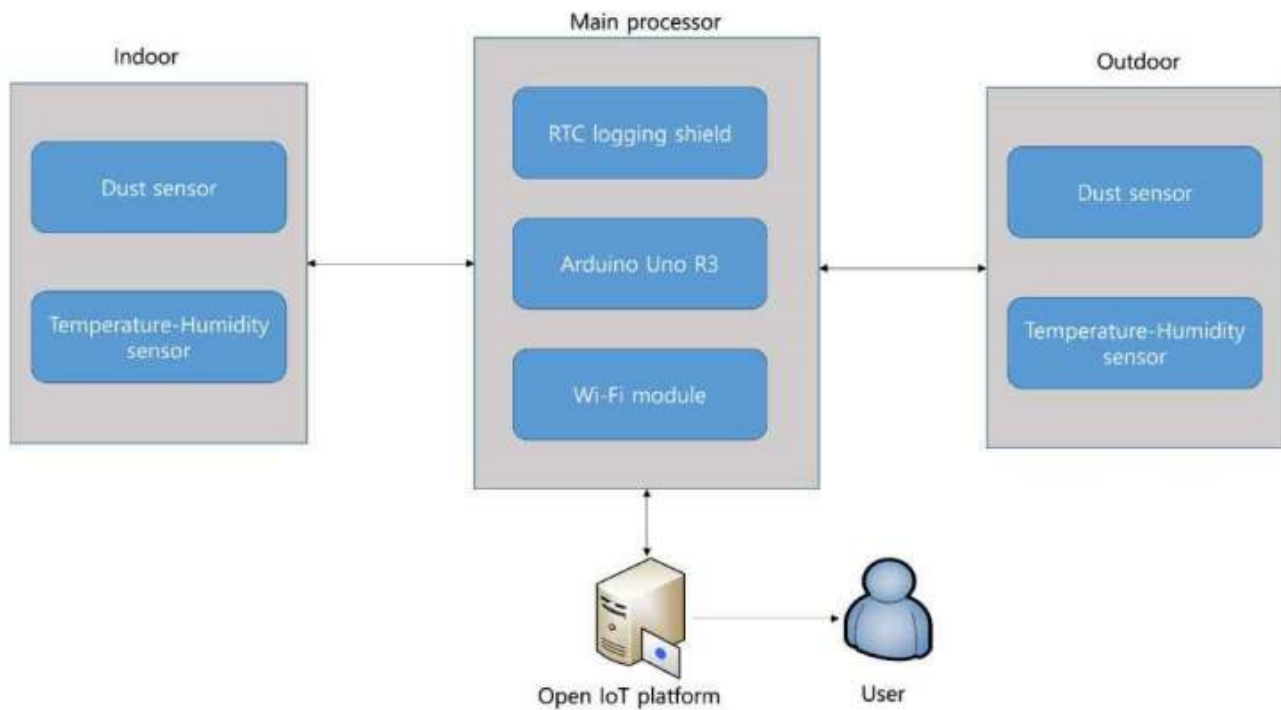 Main processor
Indoor
Outdoor
RTC logging shield
Dust sensor
Dust sensor
Arduino Uno R3
Temperature-Humidity
sensor
Temperature-Humidity
sensor
Wi-Fi module
Open IoT platform
User